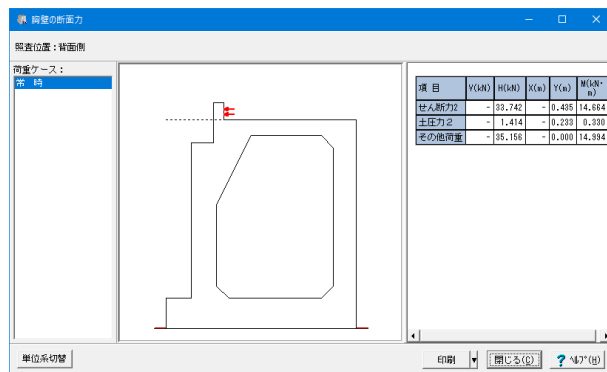 胸壁の断面力
照査位置：背面側
荷重ケース：
常 時
項 目 V(kN) H(kN) X(m) Y(m) M(kN・m)
せん断力2 - 33.742 - 0.435 14.664
土圧力２ - 1.414 - 0.233 0.330
その他荷重 - 35.156 - 0.000 14.994
単位系切替
印刷 閉じる(C) ? ﾍﾙﾌﾟ(H)